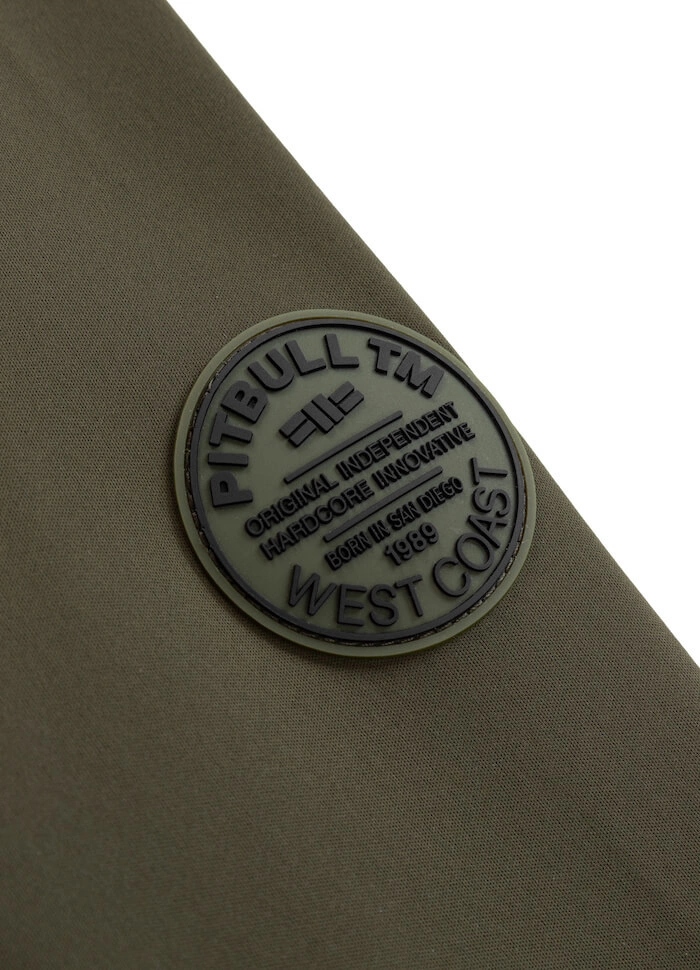 PITBULL TM
ORIGINAL INDEPENDENT
HARDCORE INNOVATIVE
BORN IN SAN DIEGO
1989
WEST COAST